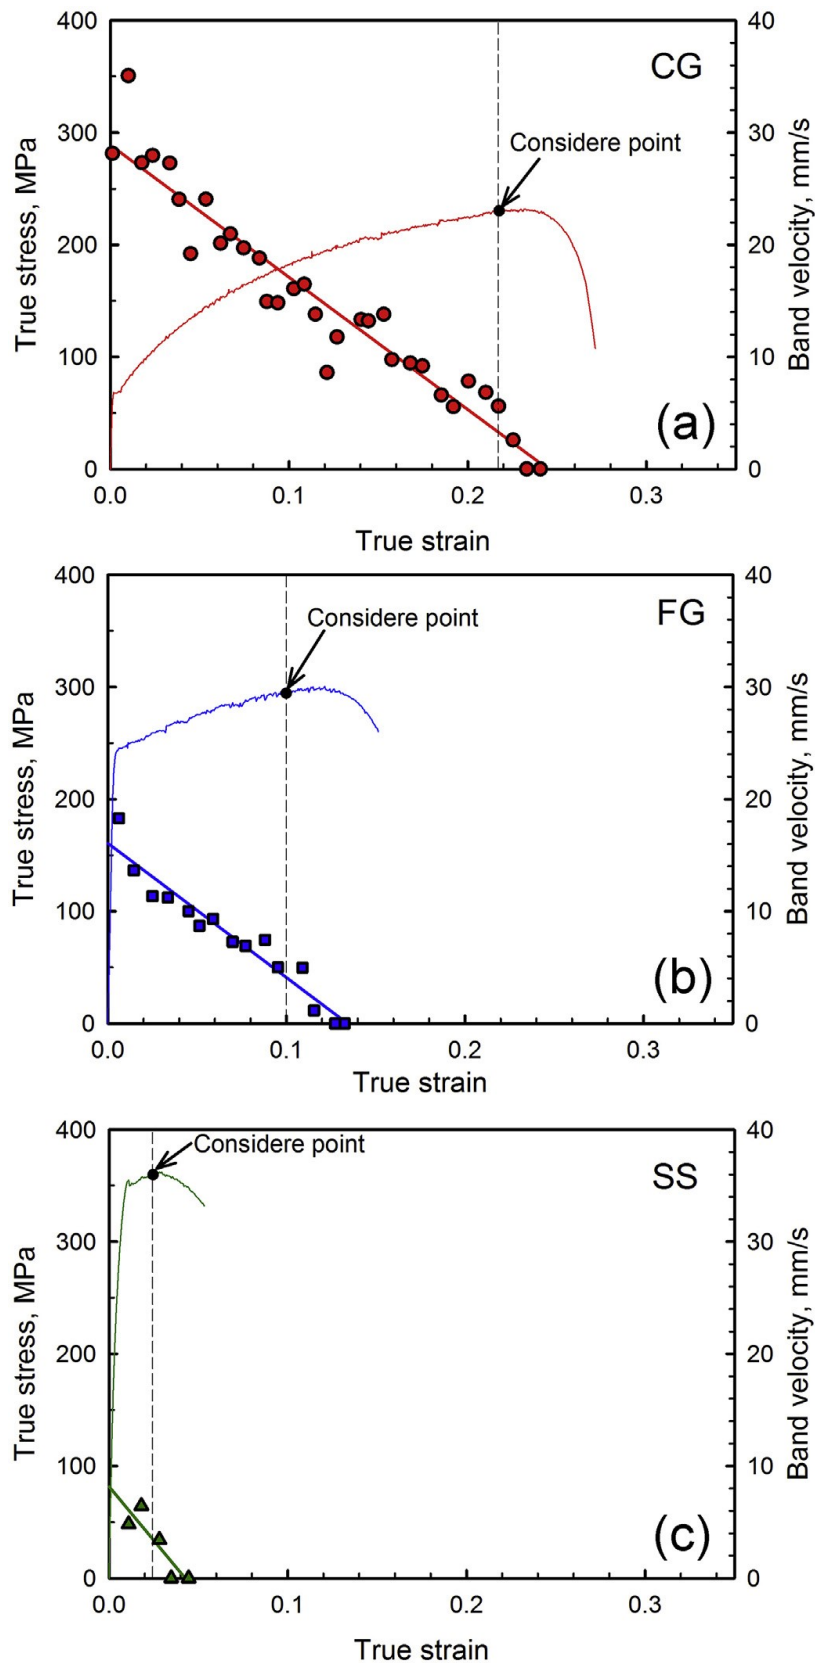 400
40
CG
300
30
Considere point
True stress, MPa
Band velocity, mm/s
200
20
100
10
(a)
0
0
0.0
0.1
0.2
0.3
True strain
400
40
FG
Considere point
300
30
True stress, MPa
Band velocity, mm/s
200
20
100
10
(b)
0
0
0.0
0.1
0.2
0.3
True strain
400
40
Considere point
SS
300
30
True stress, MPa
Band velocity, mm/s
200
20
100
10
(c)
0
0
0.0
0.1
0.2
0.3
True strain